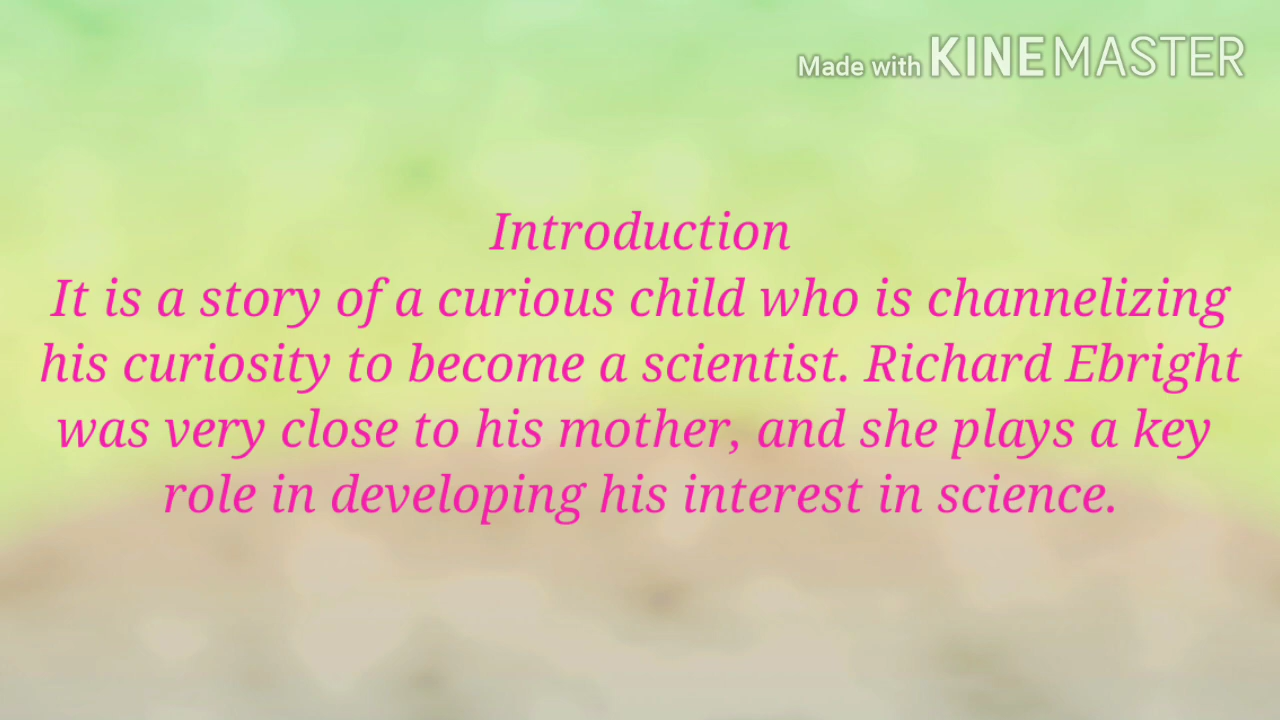 Made with KINEMASTER
Introduction
It is a story of a curious child who is channelizing
his curiosity to become a scientist. Richard Ebright
was very close to his mother, and she plays a key
role in developing his interest in science.